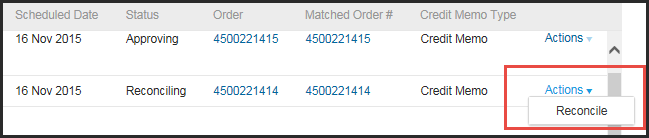 Scheduled Date Status Order Matched Order # Credit Memo Type
16 Nov 2015 Approving 4500221415 4500221415 Credit Memo Actions
16 Nov 2015 Reconciling 4500221414 4500221414 Credit Memo Actions
Reconcile